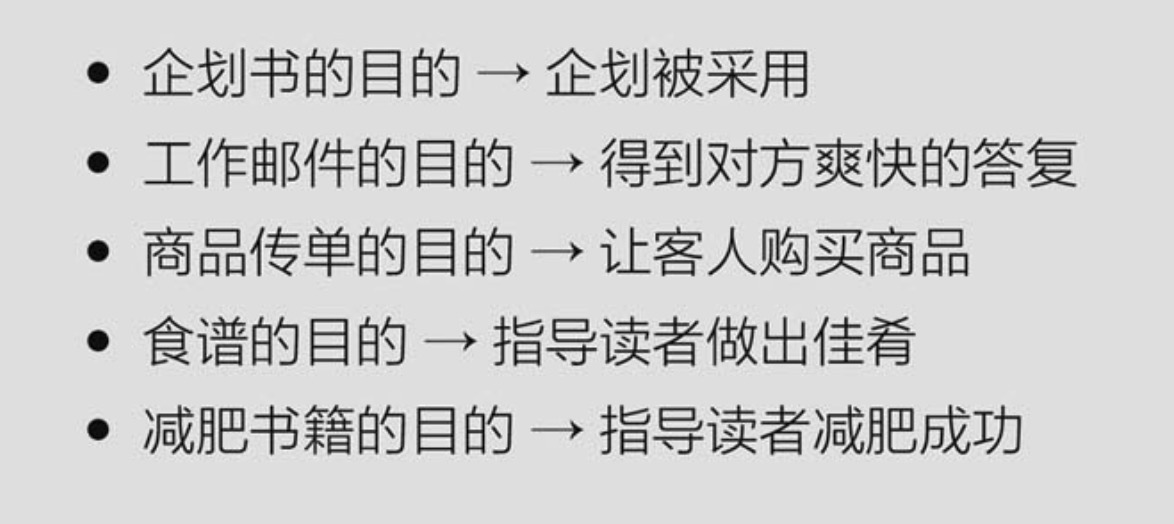 ● 企划书的目的 → 企划被采用
● 工作邮件的目的 → 得到对方爽快的答复
● 商品传单的目的 → 让客人购买商品
● 食谱的目的 → 指导读者做出佳肴
● 减肥书籍的目的 → 指导读者减肥成功